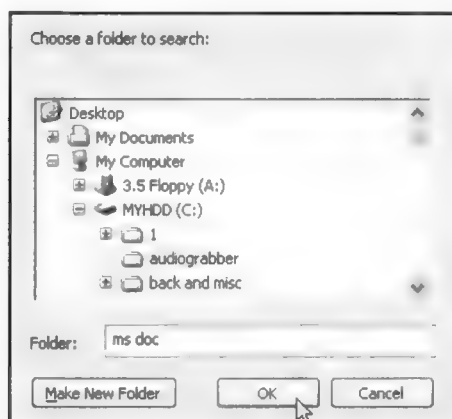 Choose a folder to search:
Desktop
My Documents
My Computer
3.5 Floppy (A:)
MYHDD (C:)
1
audiograbber
back and misc
Folder: ms doc
Make New Folder OK Cancel